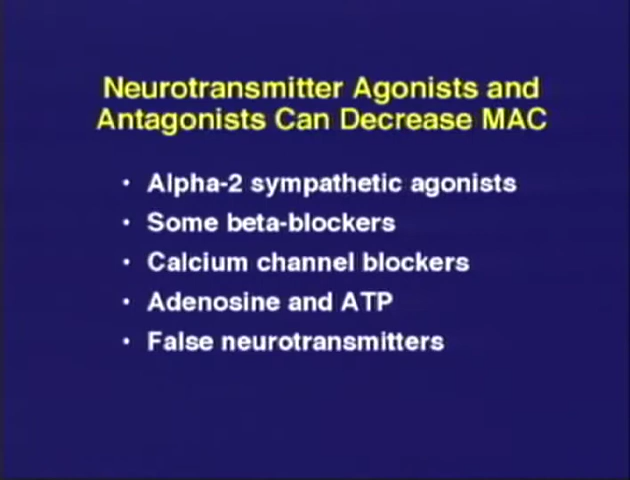 Neurotransmitter Agonists and
Antagonists Can Decrease MAC
• Alpha-2 sympathetic agonists
• Some beta-blockers
• Calcium channel blockers
• Adenosine and ATP
• False neurotransmitters